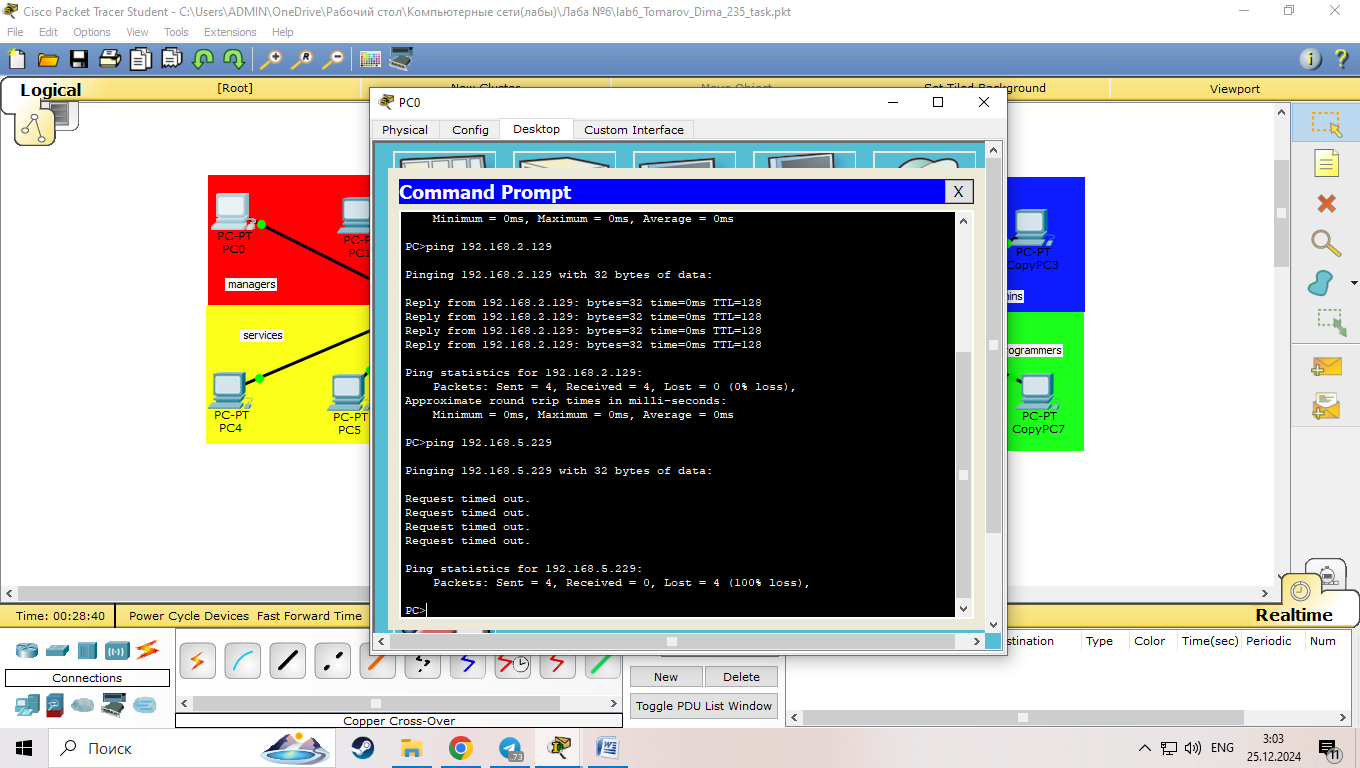 Cisco Packet Tracer Student - C:\Users\ADMIN\OneDrive\Рабочий стол\Компьютерные сети(лабы)\Лаба №6\lab6_Tomarov_Dima_235_task.pkt
File Edit Options View Tools Extensions Help
Logical
[Root]
New Cluster
Move Object
Set Tiled Background
Viewport
PC0
Physical Config Desktop Custom Interface
Command Prompt
X
Minimum = 0ms, Maximum = 0ms, Average = 0ms
PC>ping 192.168.2.129
Pinging 192.168.2.129 with 32 bytes of data:
Reply from 192.168.2.129: bytes=32 time=0ms TTL=128
Reply from 192.168.2.129: bytes=32 time=0ms TTL=128
Reply from 192.168.2.129: bytes=32 time=0ms TTL=128
Reply from 192.168.2.129: bytes=32 time=0ms TTL=128
Ping statistics for 192.168.2.129:
Packets: Sent = 4, Received = 4, Lost = 0 (0% loss),
Approximate round trip times in milli-seconds:
Minimum = 0ms, Maximum = 0ms, Average = 0ms
PC>ping 192.168.5.229
Pinging 192.168.5.229 with 32 bytes of data:
Request timed out.
Request timed out.
Request timed out.
Request timed out.
Ping statistics for 192.168.5.229:
Packets: Sent = 4, Received = 0, Lost = 4 (100% loss),
PC>
PC-PT
PC0
PC-P
PC1
managers
services
PC-PT
PC4
PC-PT
PC5
PC-PT
CopyPC3
ins
ogrammers
PC-PT
CopyPC7
Time: 00:28:40
Power Cycle Devices Fast Forward Time
Realtime
Connections
Copper Cross-Over
New
Delete
Toggle PDU List Window
stination Type Color Time(sec) Periodic Num
Поиск
73
ENG
3:03
25.12.2024
11